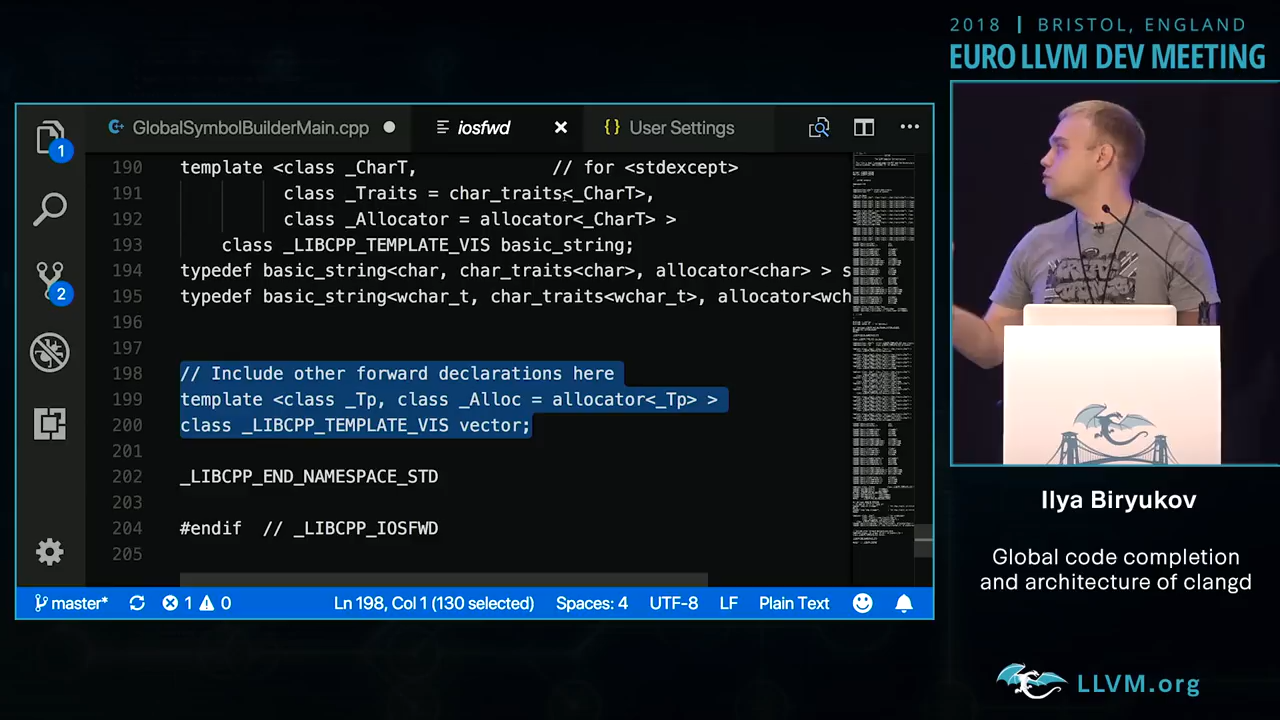 2018 | BRISTOL, ENGLAND
EURO LLVM DEV MEETING
GlobalSymbolBuilderMain.cpp
iosfwd
{} User Settings
1
2
190 template <class _CharT, // for <stdexcept>
191 class _Traits = char_traits<_CharT>,
192 class _Allocator = allocator<_CharT> >
193 class _LIBCPP_TEMPLATE_VIS basic_string;
194 typedef basic_string<char, char_traits<char>, allocator<char> > s
195 typedef basic_string<wchar_t, char_traits<wchar_t>, allocator<wch
196
197
198 // Include other forward declarations here
199 template <class _Tp, class _Alloc = allocator<_Tp> >
200 class _LIBCPP_TEMPLATE_VIS vector;
201
202 _LIBCPP_END_NAMESPACE_STD
203
204 #endif // _LIBCPP_IOSFWD
205
master* 1 0 Ln 198, Col 1 (130 selected) Spaces: 4 UTF-8 LF Plain Text
Ilya Biryukov
Global code completion
and architecture of clangd
LLVM.org